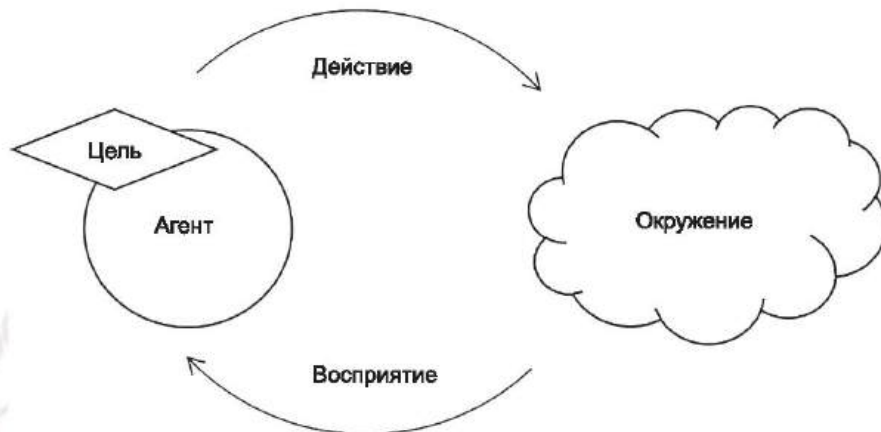 Действие
Цель
Агент
Окружение
Восприятие